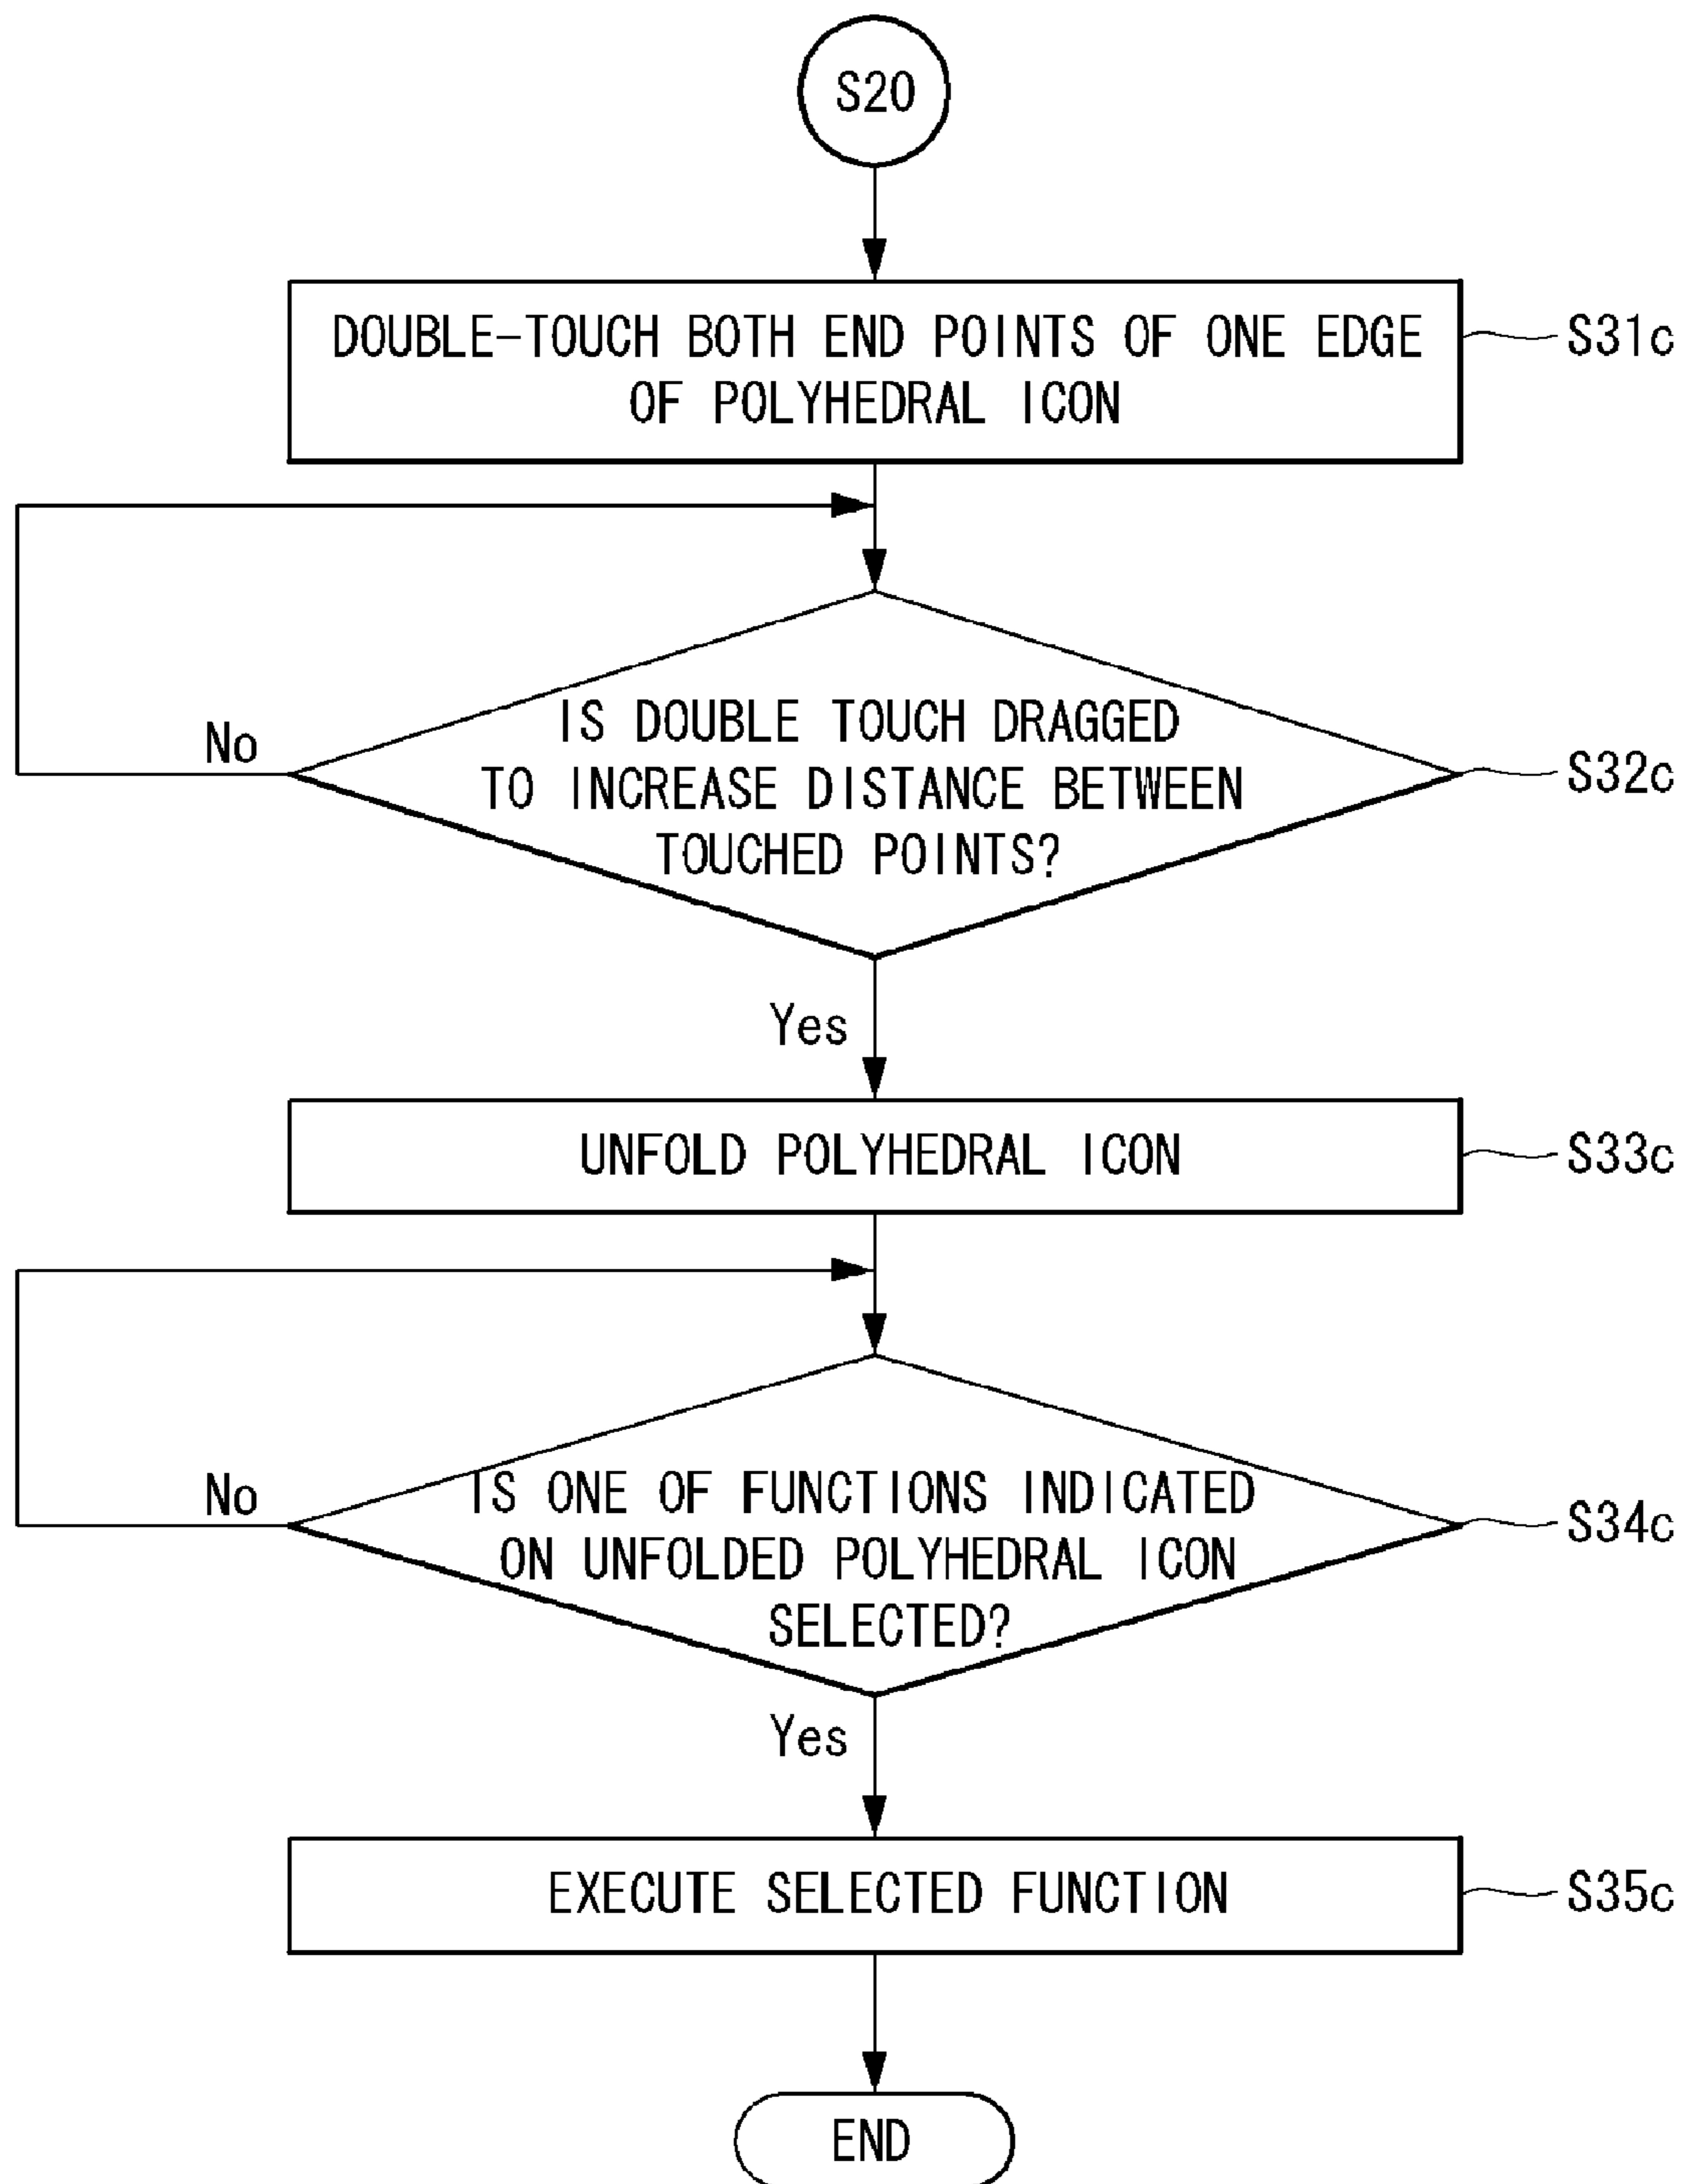 S20
DOUBLE-TOUCH BOTH END POINTS OF ONE EDGE
OF POLYHEDRAL ICON
S31c
IS DOUBLE TOUCH DRAGGED
TO INCREASE DISTANCE BETWEEN
TOUCHED POINTS?
No
S32c
Yes
UNFOLD POLYHEDRAL ICON
S33c
IS ONE OF FUNCTIONS INDICATED
ON UNFOLDED POLYHEDRAL ICON
SELECTED?
No
S34c
Yes
EXECUTE SELECTED FUNCTION
S35c
END